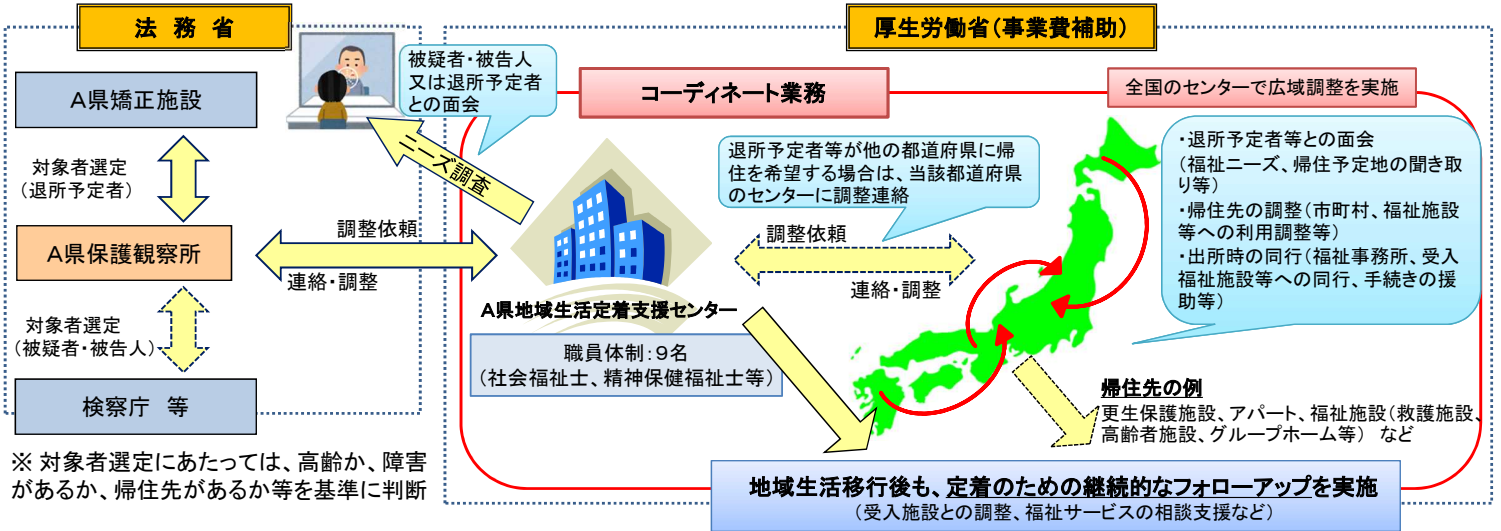 法務省
厚生労働省（事業費補助）
A県矯正施設
対象者選定
（退所予定者）
A県保護観察所
対象者選定
（被疑者・被告人）
検察庁 等
※ 対象者選定にあたっては、高齢か、障害
があるか、帰住先があるか等を基準に判断
被疑者・被告人
又は退所予定者
との面会
ニーズ調査
調整依頼
連絡・調整
コーディネート業務
全国のセンターで広域調整を実施
退所予定者等が他の都道府県に帰
住を希望する場合は、当該都道府県
のセンターに調整連絡
調整依頼
連絡・調整
A県地域生活定着支援センター
職員体制：９名
（社会福祉士、精神保健福祉士等）
・退所予定者等との面会
（福祉ニーズ、帰住予定地の聞き取
り等）
・帰住先の調整（市町村、福祉施設
等への利用調整等）
・出所時の同行（福祉事務所、受入
福祉施設等への同行、手続きの援
助等）
帰住先の例
更生保護施設、アパート、福祉施設（救護施設、
高齢者施設、グループホーム等） など
地域生活移行後も、定着のための継続的なフォローアップを実施
（受入施設との調整、福祉サービスの相談支援など）